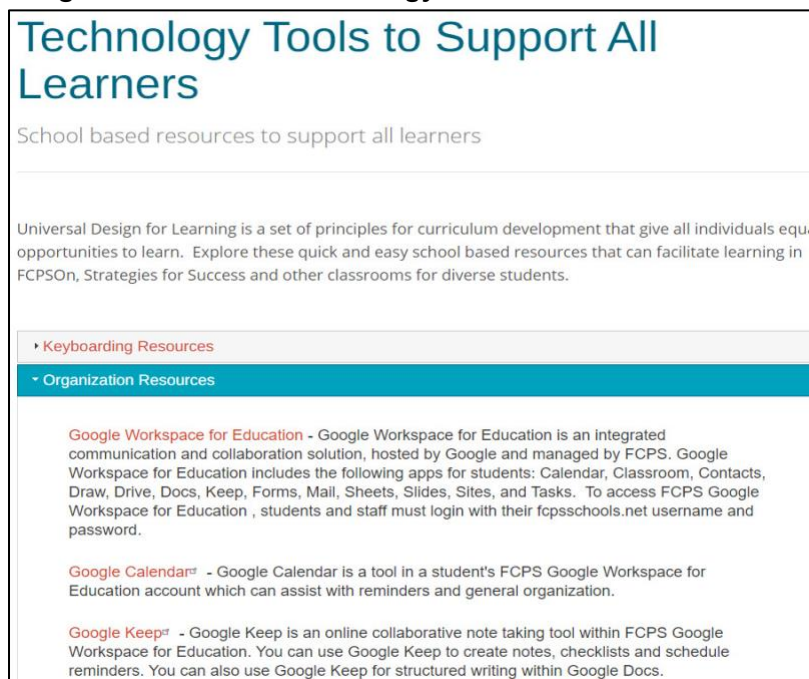 Technology Tools to Support All
Learners
School based resources to support all learners
Universal Design for Learning is a set of principles for curriculum development that give all individuals
opportunities to learn. Explore these quick and easy school based resources that can facilitate learning in
FCPSOn, Strategies for Success and other classrooms for diverse students.
Keyboarding Resources
Organization Resources
Google Workspace for Education - Google Workspace for Education is an integrated
communication and collaboration solution, hosted by Google and managed by FCPS. Google
Workspace for Education includes the following apps for students: Calendar, Classroom, Contacts,
Draw, Drive, Docs, Keep, Forms, Mail, Sheets, Slides, Sites, and Tasks. To access FCPS Google
Workspace for Education , students and staff must login with their fcpsschools.net username and
password.
Google Calendar - Google Calendar is a tool in a student's FCPS Google Workspace for
Education account which can assist with reminders and general organization.
Google Keep - Google Keep is an online collaborative note taking tool within FCPS Google
Workspace for Education. You can use Google Keep to create notes, checklists and schedule
reminders. You can also use Google Keep for structured writing within Google Docs.